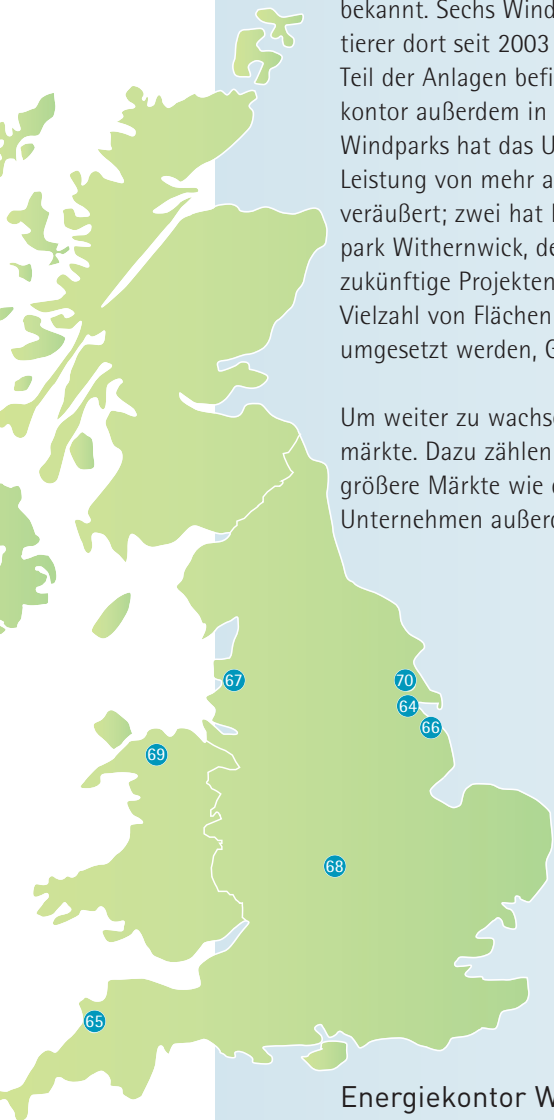 bekannt. Sechs Wind
tierer dort seit 2003
Teil der Anlagen befi
kontor außerdem in
Windparks hat das U
Leistung von mehr a
veräußert; zwei hat
park Withernwick, de
zukünftige Projekten
Vielzahl von Flächen
umgesetzt werden, G
Um weiter zu wachse
märkte. Dazu zählen
größere Märkte wie
Unternehmen außerd
67
70
64
66
69
68
65
Energiekontor W